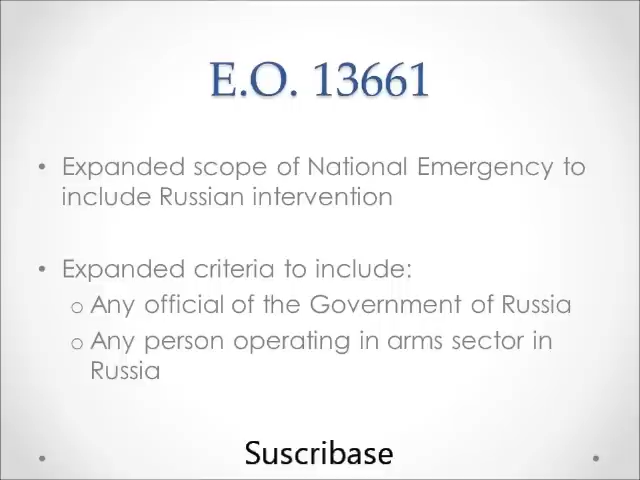 E.O. 13661
• Expanded scope of National Emergency to
include Russian intervention
• Expanded criteria to include:
o Any official of the Government of Russia
o Any person operating in arms sector in
Russia
Suscribase